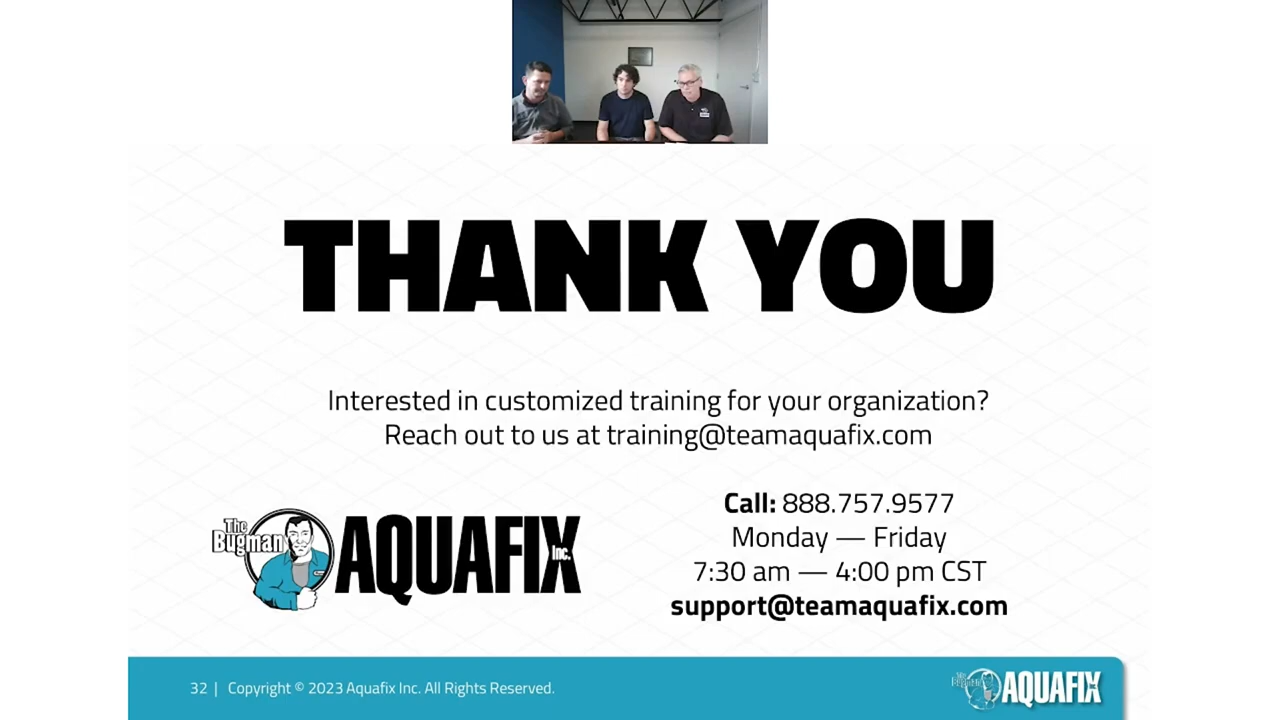 THANK YOU
Interested in customized training for your organization?
Reach out to us at training@teamaquafix.com
The
Bugman
AQUAFIX
Inc.
Call: 888.757.9577
Monday — Friday
7:30 am — 4:00 pm CST
support@teamaquafix.com
32 | Copyright © 2023 Aquafix Inc. All Rights Reserved.
The
Bugman
AQUAFIX